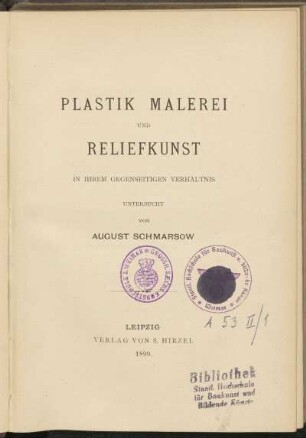 PLASTIK MALEREI
UND
RELIEFKUNST
IN IHREM GEGENSEITIGEN VERHÄLTNIS
UNTERSUCHT
VON
AUGUST SCHMARSOW
A 53 II/1
LEIPZIG
VERLAG VON S. HIRZEL
1899.
Bibliothek
Staatl. Hochschule
für Baukunst und
Bildende Künste